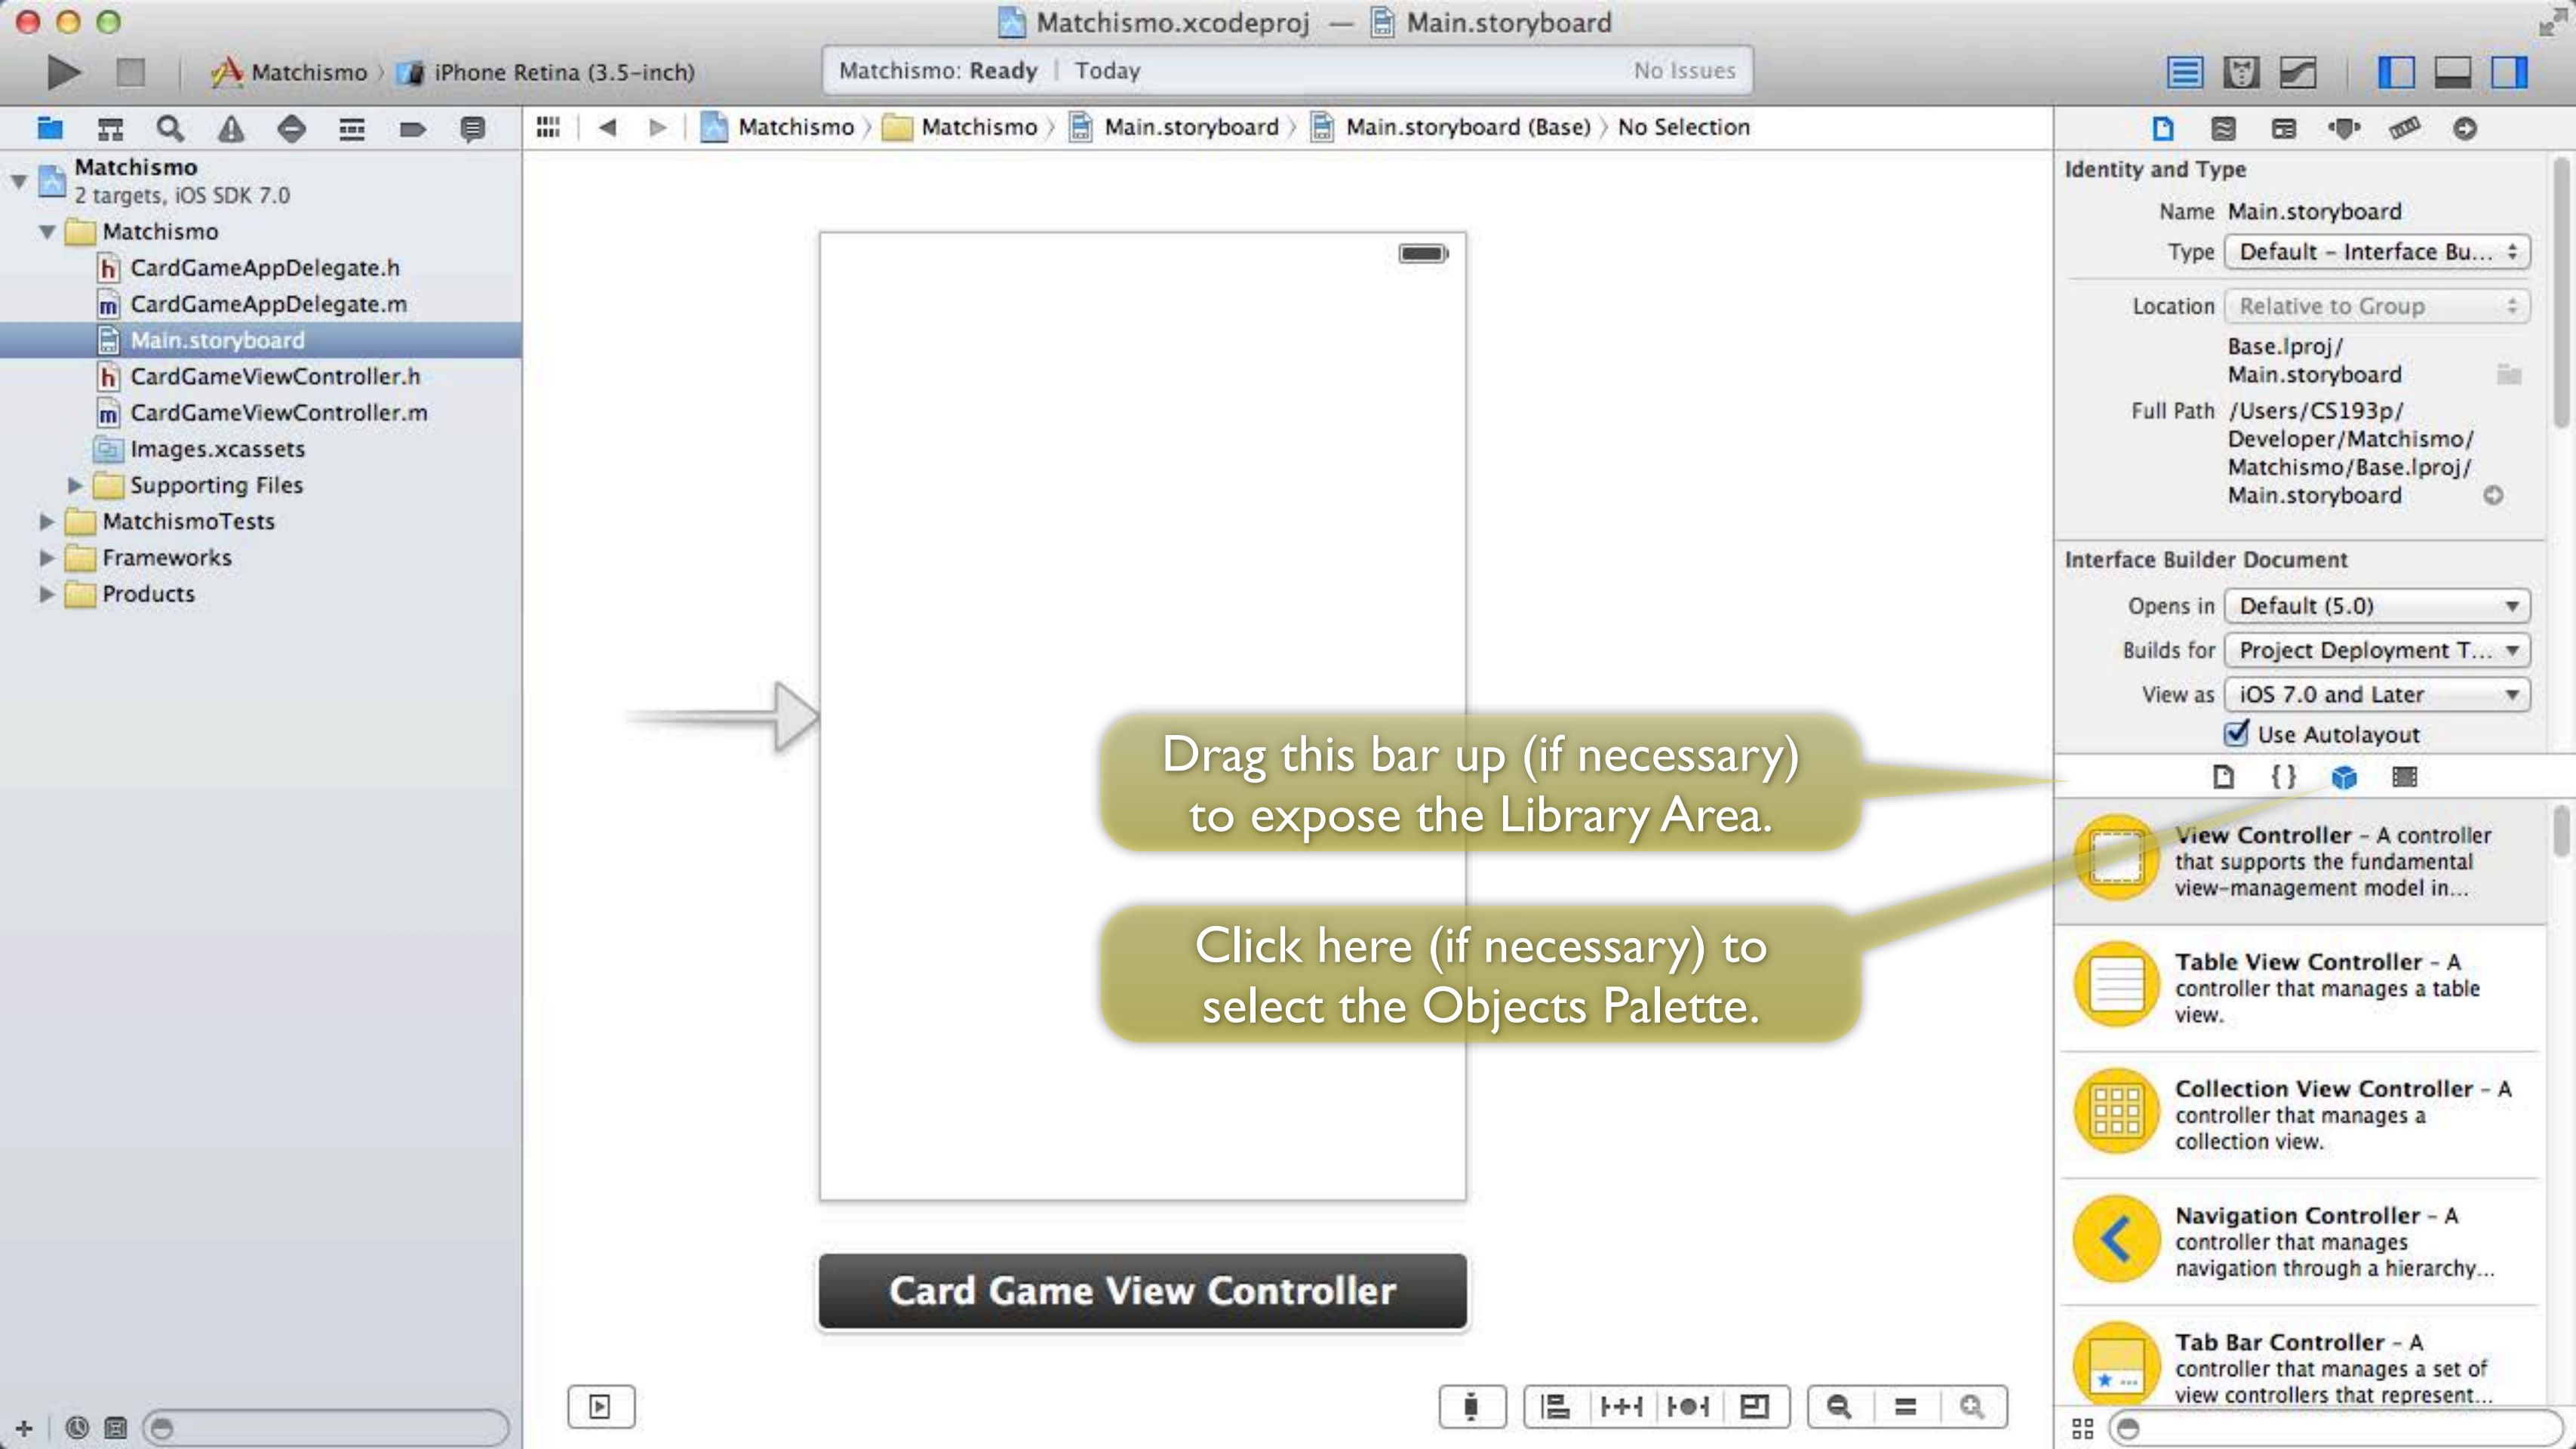 Matchismo.xcodeproj — Main.storyboard
Matchismo 〉 iPhone Retina (3.5-inch)
Matchismo: Ready | Today
No Issues
Matchismo 〉 Matchismo 〉 Main.storyboard 〉 Main.storyboard (Base) 〉 No Selection
Matchismo
2 targets, iOS SDK 7.0
Matchismo
h CardGameAppDelegate.h
m CardGameAppDelegate.m
Main.storyboard
h CardGameViewController.h
m CardGameViewController.m
Images.xcassets
Supporting Files
MatchismoTests
Frameworks
Products
Drag this bar up (if necessary)
to expose the Library Area.
Click here (if necessary) to
select the Objects Palette.
Card Game View Controller
Identity and Type
Name Main.storyboard
Type Default - Interface Bu...
Location Relative to Group
Base.lproj/
Main.storyboard
Full Path /Users/CS193p/
Developer/Matchismo/
Matchismo/Base.lproj/
Main.storyboard
Interface Builder Document
Opens in Default (5.0)
Builds for Project Deployment T...
View as iOS 7.0 and Later
Use Autolayout
{ }
View Controller - A controller
that supports the fundamental
view-management model in...
Table View Controller - A
controller that manages a table
view.
Collection View Controller - A
controller that manages a
collection view.
Navigation Controller - A
controller that manages
navigation through a hierarchy...
Tab Bar Controller - A
controller that manages a set of
view controllers that represent...